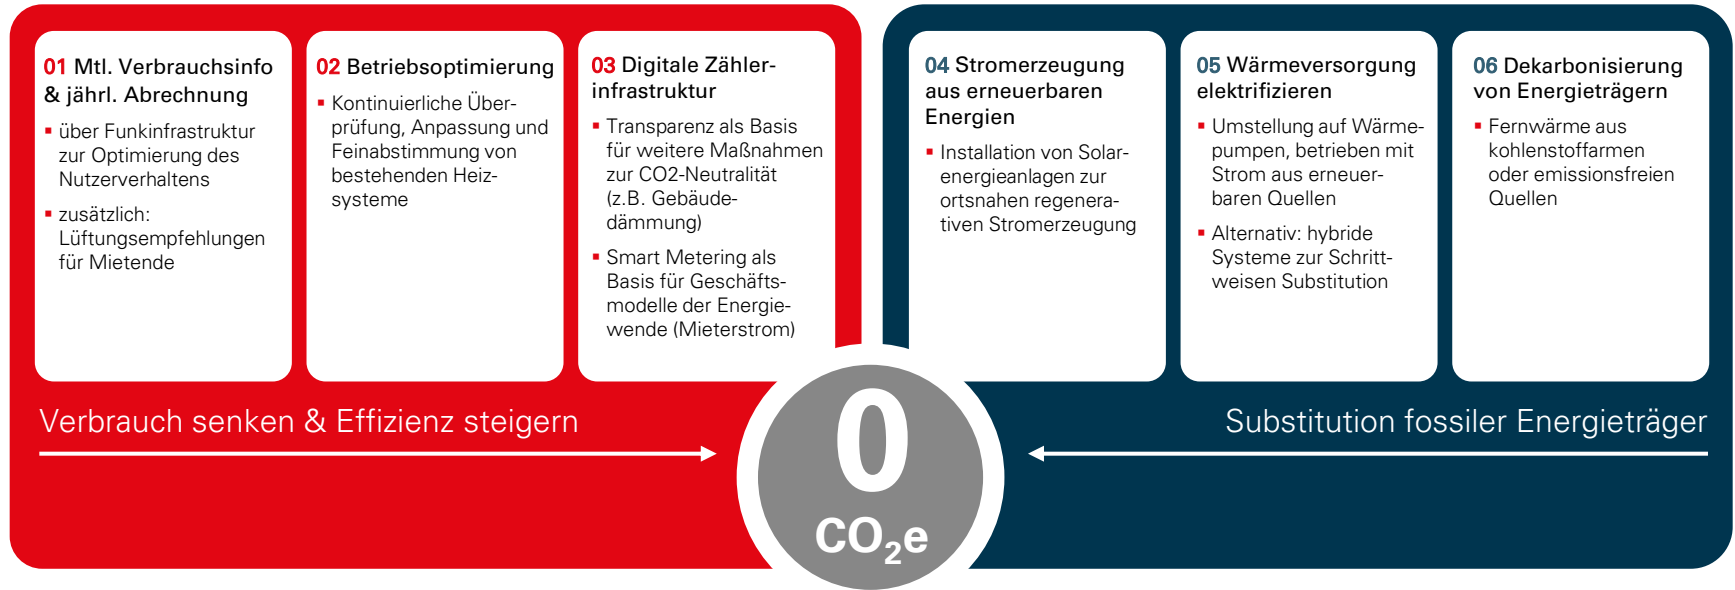 01 Mtl. Verbrauchsinfo
& jährl. Abrechnung
▪ über Funkinfrastruktur
zur Optimierung des
Nutzerverhaltens
▪ zusätzlich:
Lüftungsempfehlungen
für Mietende
02 Betriebsoptimierung
▪ Kontinuierliche Über-
prüfung, Anpassung und
Feinabstimmung von
bestehenden Heiz-
systeme
03 Digitale Zähler-
infrastruktur
▪ Transparenz als Basis
für weitere Maßnahmen
zur CO2-Neutralität
(z.B. Gebäude-
dämmung)
▪ Smart Metering als
Basis für Geschäfts-
modelle der Energie-
wende (Mieterstrom)
04 Stromerzeugung
aus erneuerbaren
Energien
▪ Installation von Solar-
energieanlagen zur
ortsnahen regenera-
tiven Stromerzeugung
05 Wärmeversorgung
elektrifizieren
▪ Umstellung auf Wärme-
pumpen, betrieben mit
Strom aus erneuer-
baren Quellen
▪ Alternativ: hybride
Systeme zur Schritt-
weisen Substitution
06 Dekarbonisierung
von Energieträgern
▪ Fernwärme aus
kohlenstoffarmen
oder emissionsfreien
Quellen
Verbrauch senken & Effizienz steigern
Substitution fossiler Energieträger
0
CO₂e